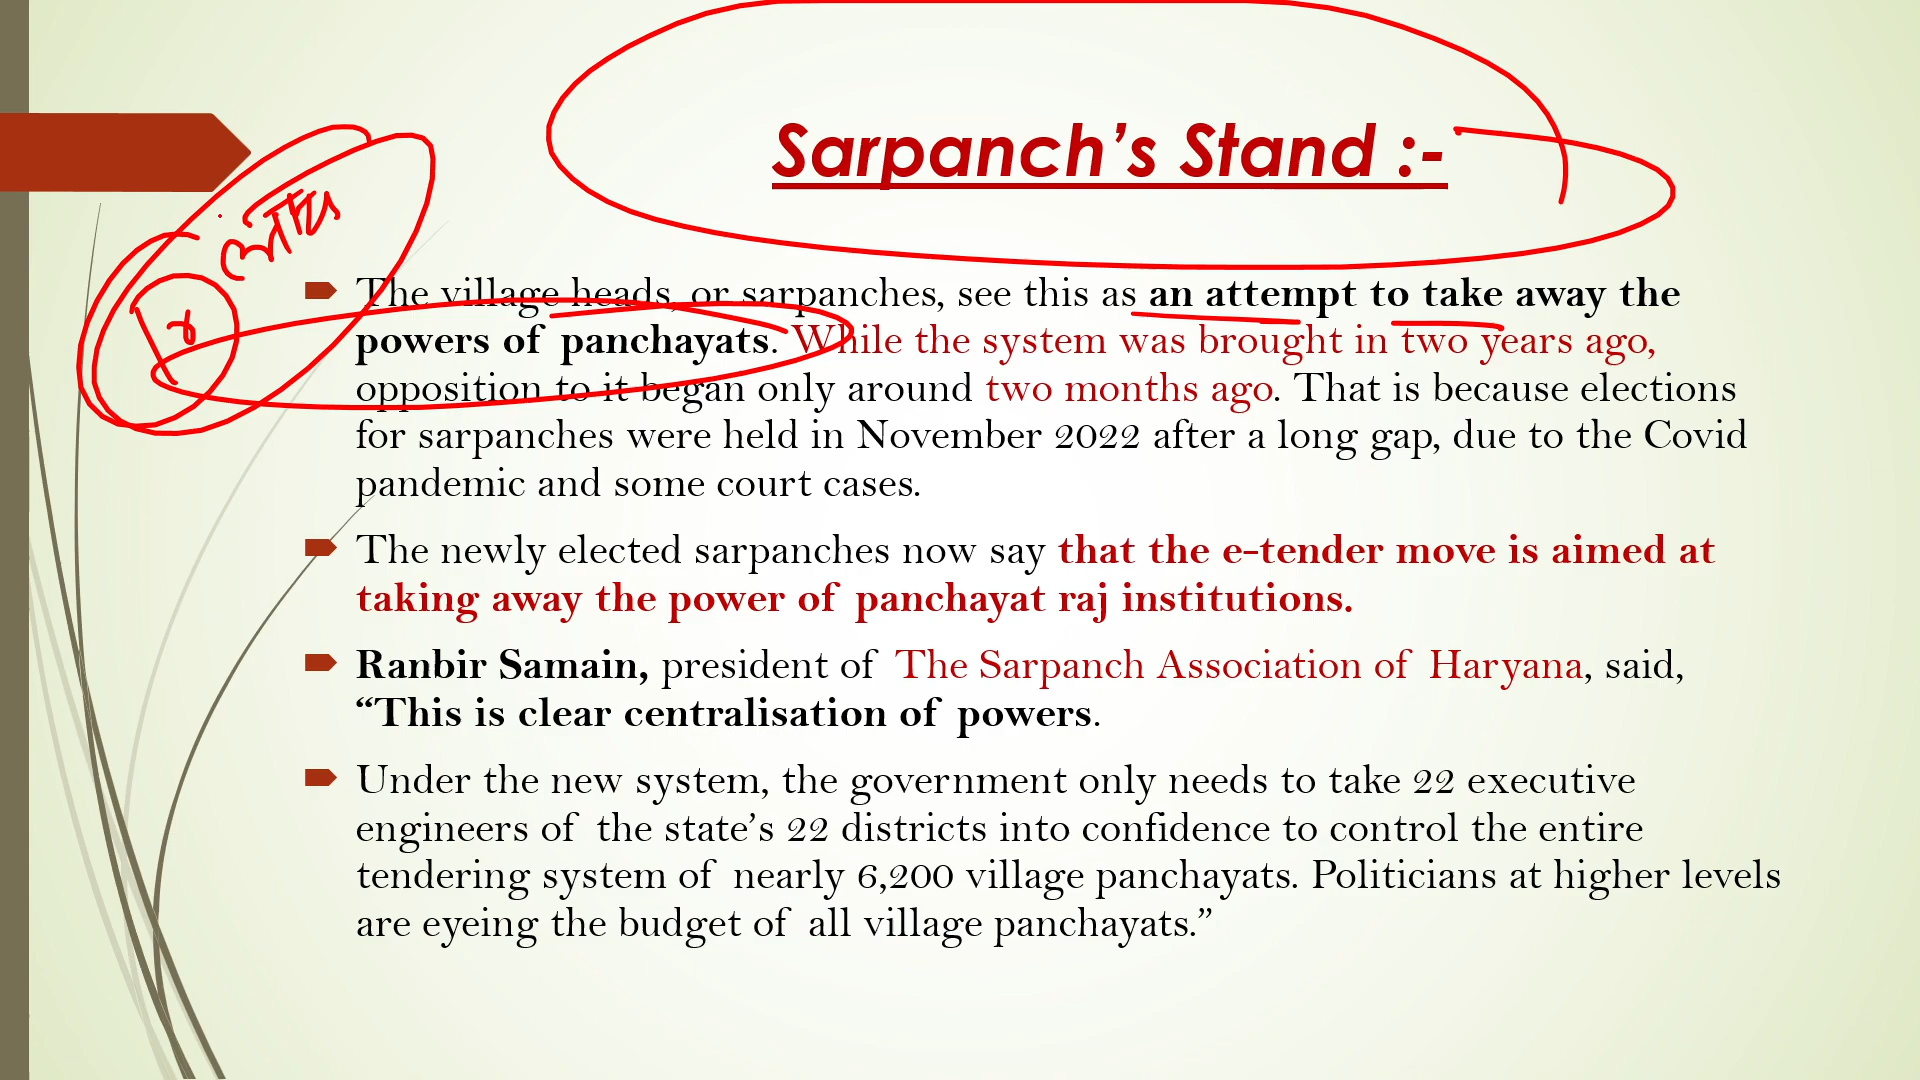 Sarpanch’s Stand :-
The village heads, or sarpanches, see this as an attempt to take away the
powers of panchayats. While the system was brought in two years ago,
opposition to it began only around two months ago. That is because elections
for sarpanches were held in November 2022 after a long gap, due to the Covid
pandemic and some court cases.
The newly elected sarpanches now say that the e-tender move is aimed at
taking away the power of panchayat raj institutions.
Ranbir Samain, president of The Sarpanch Association of Haryana, said,
“This is clear centralisation of powers.
Under the new system, the government only needs to take 22 executive
engineers of the state’s 22 districts into confidence to control the entire
tendering system of nearly 6,200 village panchayats. Politicians at higher levels
are eyeing the budget of all village panchayats.”